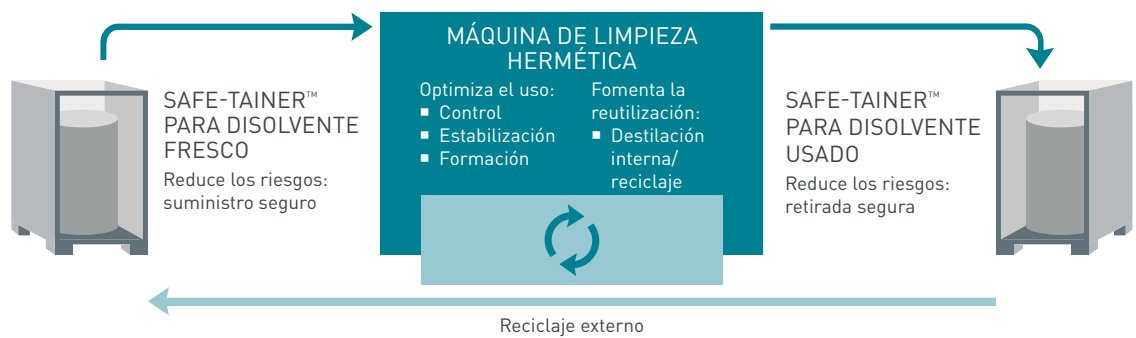 MÁQUINA DE LIMPIEZA
HERMÉTICA
Optimiza el uso:
▪ Control
▪ Estabilización
▪ Formación
Fomenta la
reutilización:
▪ Destilación
interna/
reciclaje
SAFE-TAINER™
PARA DISOLVENTE
FRESCO
Reduce los riesgos:
suministro seguro
SAFE-TAINER™
PARA DISOLVENTE
USADO
Reduce los riesgos:
retirada segura
Reciclaje externo